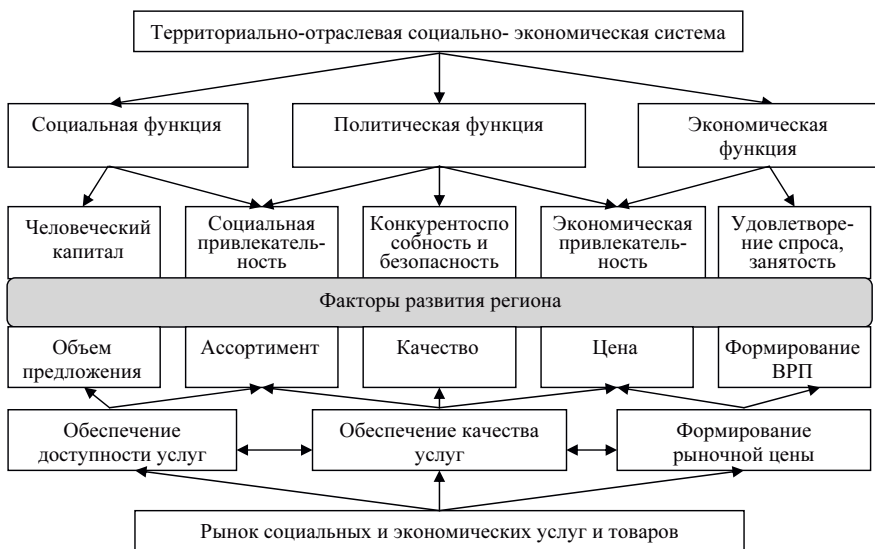 Территориально-отраслевая социально- экономическая система
Социальная функция
Политическая функция
Экономическая
функция
Человеческий
капитал
Социальная
привлекатель-
ность
Конкурентоспо
собность и
безопасность
Экономическая
привлекатель-
ность
Удовлетворе-
ние спроса,
занятость
Факторы развития региона
Объем
предложения
Ассортимент
Качество
Цена
Формирование
ВРП
Обеспечение
доступности услуг
Обеспечение качества
услуг
Формирование
рыночной цены
Рынок социальных и экономических услуг и товаров